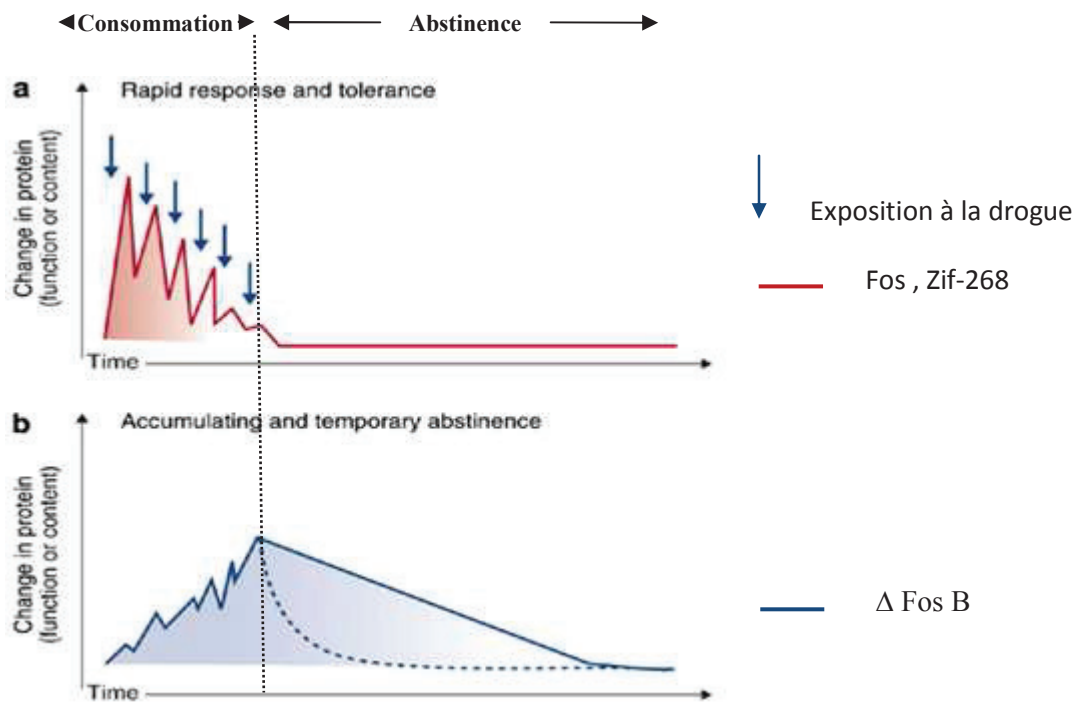 Consommation
Abstinence
a Rapid response and tolerance
Change in protein
(function or content)
Time
Exposition à la drogue
Fos , Zif-268
b Accumulating and temporary abstinence
Change in protein
(function or content)
Time
Δ Fos B